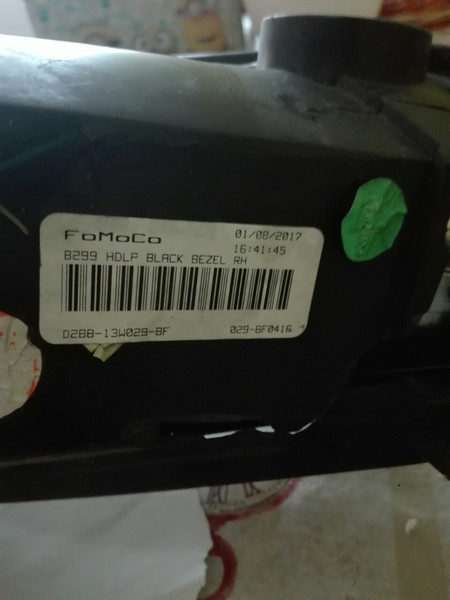 FoMoCo 01/08/2017
16:41:45
B299 HDLP BLACK BEZEL RH
D2BB-13W029-BF 029-BF0416